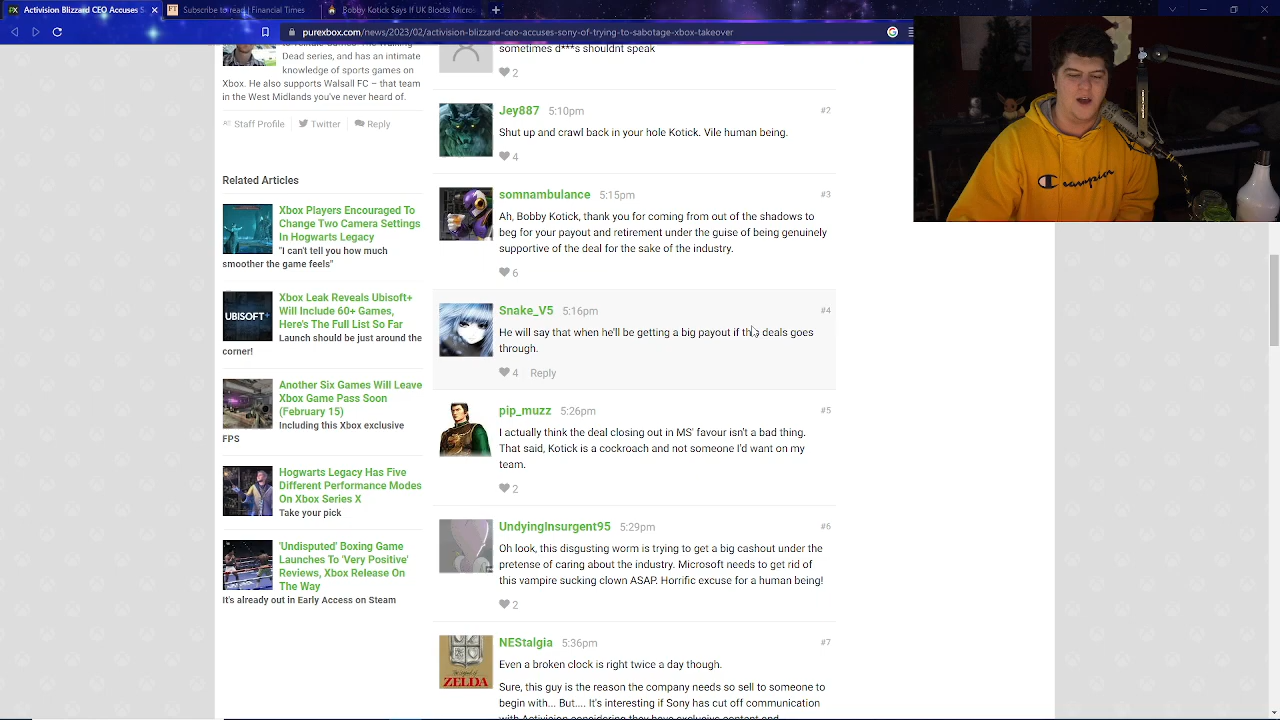 Activision Blizzard CEO Accuses S
Subscribe to read
purexbox.com/news/2023/02/activision-blizzard-ceo-accuses-sony-of-trying-to-sabotage-xbox-takeover
Dead series, and has an intimate
knowledge of sports games on
Xbox. He also supports Walsall FC – that team
in the West Midlands you've never heard of.
Staff Profile
Twitter
Reply
Related Articles
Xbox Players Encouraged To
Change Two Camera Settings
In Hogwarts Legacy
"I can't tell you how much
smoother the game feels"
UBISOFT+
Xbox Leak Reveals Ubisoft+
Will Include 60+ Games,
Here's The Full List So Far
Launch should be just around the
corner!
Another Six Games Will Leave
Xbox Game Pass Soon
(February 15)
Including this Xbox exclusive
FPS
Hogwarts Legacy Has Five
Different Performance Modes
On Xbox Series X
Take your pick
'Undisputed' Boxing Game
Launches To 'Very Positive'
Reviews, Xbox Release On
The Way
It's already out in Early Access on Steam
sometimes d***s shouldnt speak
2
Jey887 5:10pm #2
Shut up and crawl back in your hole Kotick. Vile human being.
4
somnambulance 5:15pm #3
Ah, Bobby Kotick, thank you for coming from out of the shadows to
beg for your payout and retirement under the guise of being genuinely
supportive of the deal for the sake of the industry.
6
Snake_V5 5:16pm #4
He will say that when he'll be getting a big payout if the deals goes
through.
4 Reply
pip_muzz 5:26pm #5
I actually think the deal closing out in MS' favour isn't a bad thing.
That said, Kotick is a cockroach and not someone I'd want on my
team.
2
UndyingInsurgent95 5:29pm #6
Oh look, this disgusting worm is trying to get a big cashout under the
pretense of caring about the industry. Microsoft needs to get rid of
this vampire sucking clown ASAP. Horrific excuse for a human being!
2
ZELDA
NEStalgia 5:36pm #7
Even a broken clock is right twice a day though.
Sure, this guy is the reason the company needs so sell to someone to
begin with... But.... It's interesting if Sony has cut off communication
Champion